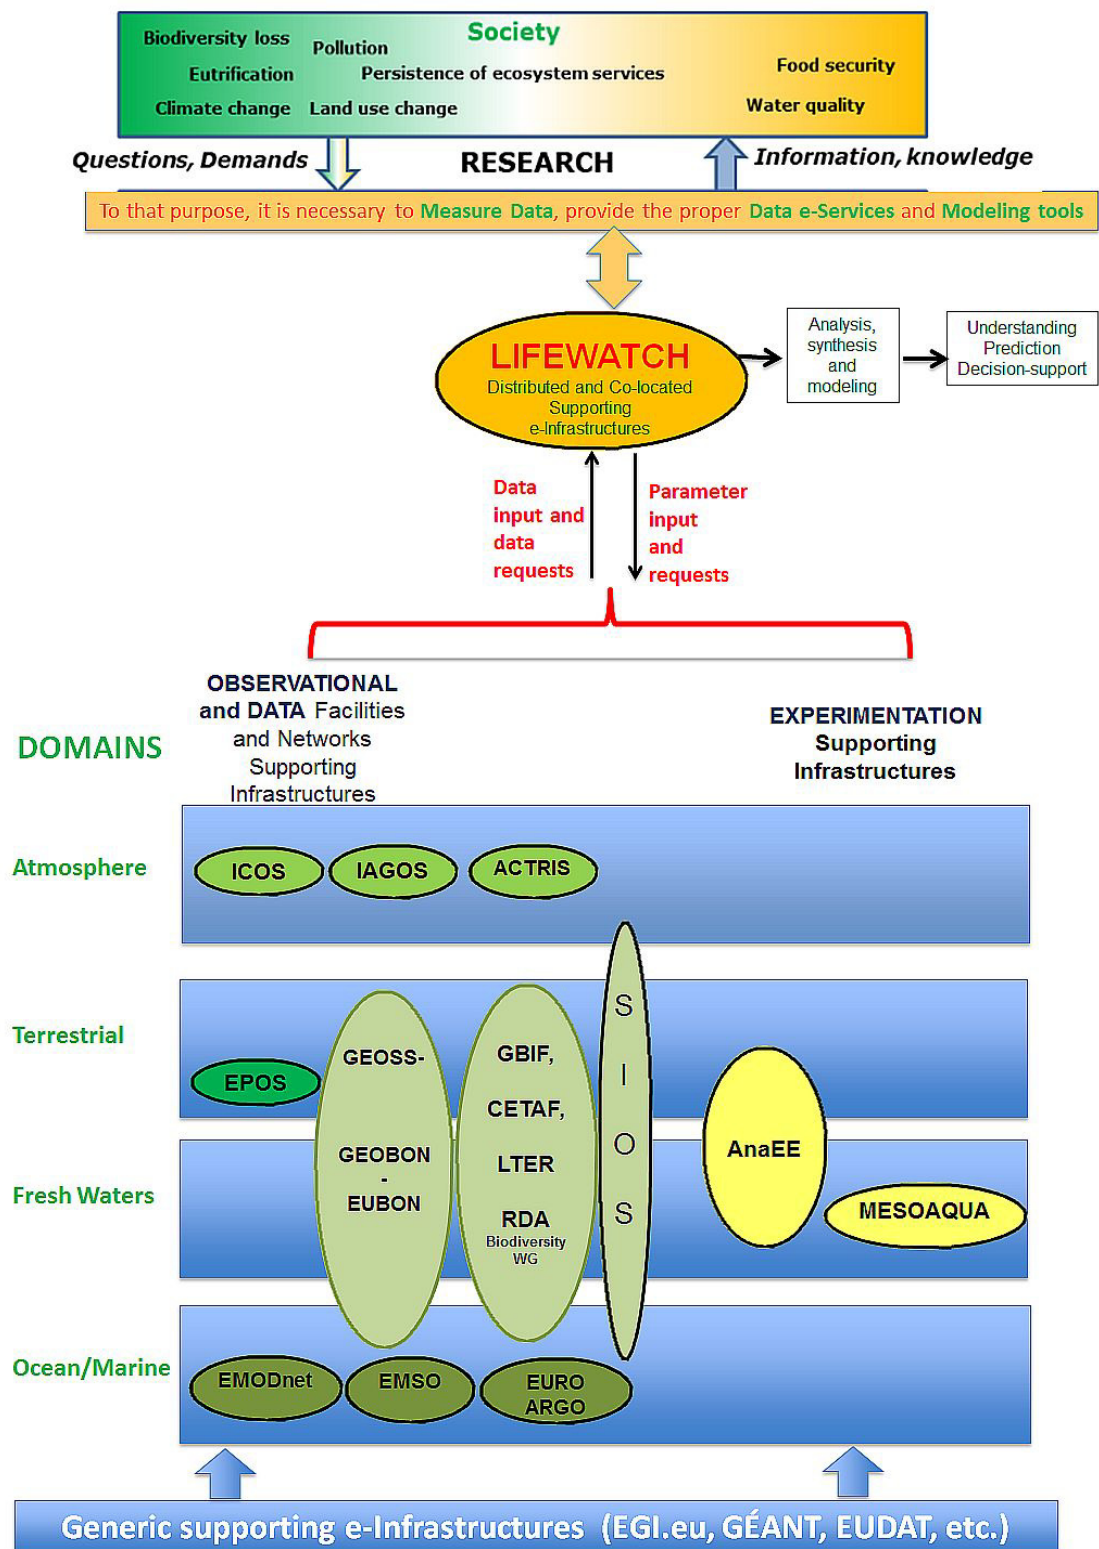 Society
Biodiversity loss
Pollution
Eutrification
Persistence of ecosystem services
Food security
Climate change
Land use change
Water quality
Questions, Demands
RESEARCH
Information, knowledge
To that purpose, it is necessary to Measure Data, provide the proper Data e-Services and Modeling tools
LIFEWATCH
Distributed and Co-located
Supporting
e-Infrastructures
Analysis,
synthesis
and
modeling
Understanding
Prediction
Decision-support
Data
input and
data
requests
Parameter
input
and
requests
OBSERVATIONAL
and DATA Facilities
and Networks
Supporting
Infrastructures
EXPERIMENTATION
Supporting
Infrastructures
DOMAINS
Atmosphere
ICOS
IAGOS
ACTRIS
S
I
O
S
Terrestrial
EPOS
GEOSS-
GEOBON
-
EUBON
GBIF,
CETAF,
LTER
RDA
Biodiversity
WG
AnaEE
Fresh Waters
MESOAQUA
Ocean/Marine
EMODnet
EMSO
EURO
ARGO
Generic supporting e-Infrastructures (EGI.eu, GÉANT, EUDAT, etc.)